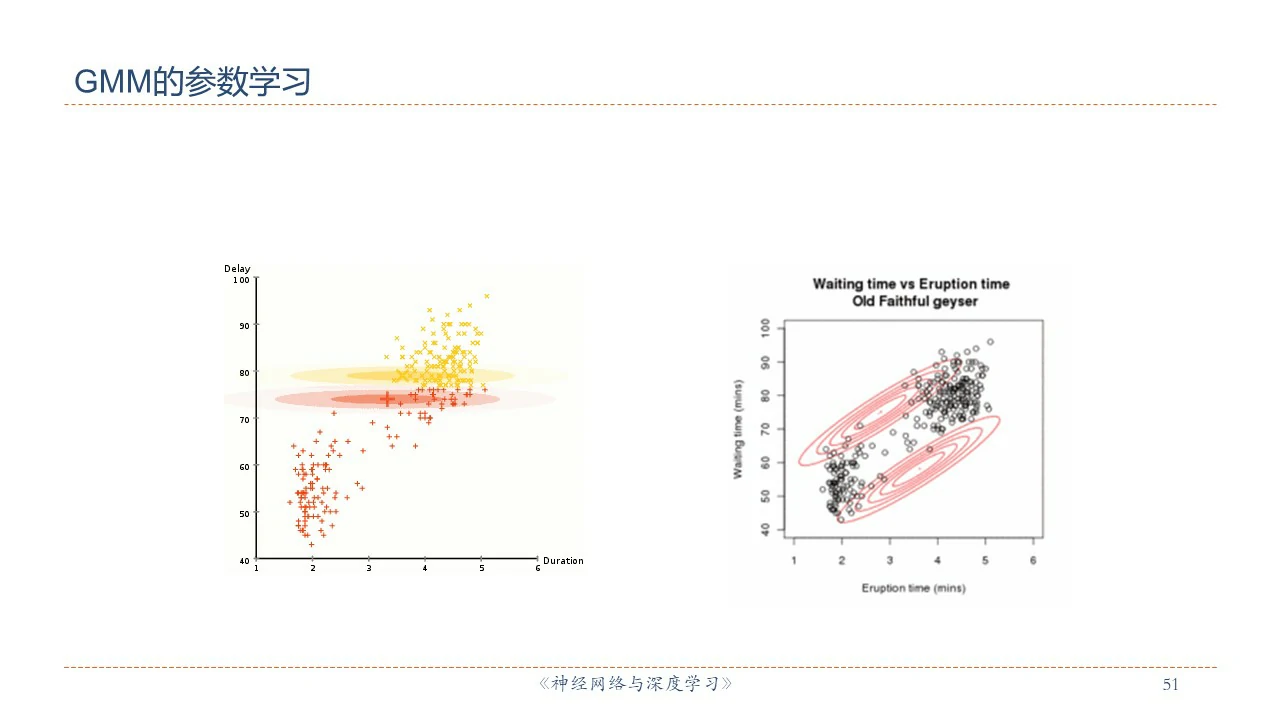 GMM的参数学习
Delay
100
90
80
70
60
50
40
1 2 3 4 5 6
Duration
Waiting time vs Eruption time
Old Faithful geyser
Waiting time (mins)
100
90
80
70
60
50
40
1 2 3 4 5 6
Eruption time (mins)
《神经网络与深度学习》
51